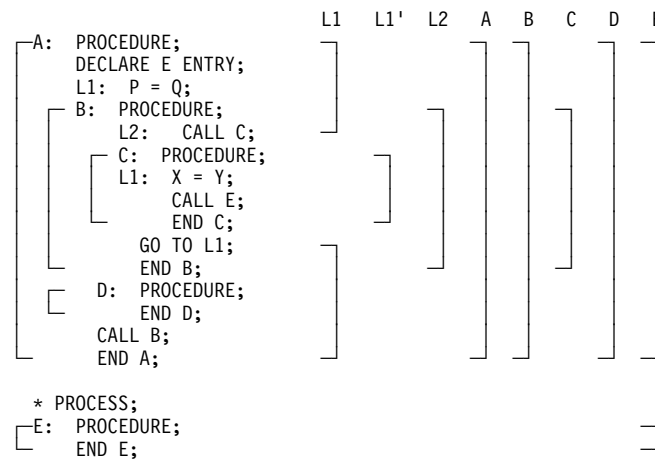 L1 L1' L2 A B C D
A: PROCEDURE;
DECLARE E ENTRY;
L1: P = Q;
B: PROCEDURE;
L2: CALL C;
C: PROCEDURE;
L1: X = Y;
CALL E;
END C;
GO TO L1;
END B;
D: PROCEDURE;
END D;
CALL B;
END A;
* PROCESS;
E: PROCEDURE;
END E;